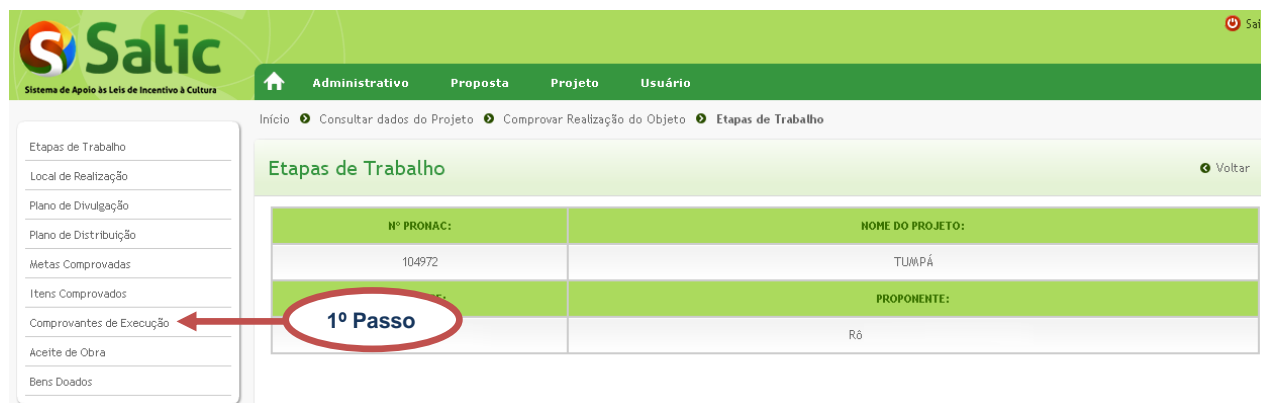 Salic
Sistema de Apoio às Leis de Incentivo à Cultura
Sai
Administrativo Proposta Projeto Usuário
Início Consultar dados do Projeto Comprovar Realização do Objeto Etapas de Trabalho
Etapas de Trabalho
Local de Realização
Plano de Divulgação
Plano de Distribuição
Metas Comprovadas
Itens Comprovados
Comprovantes de Execução
Aceite de Obra
Bens Doados
Etapas de Trabalho
Voltar
Nº PRONAC: NOME DO PROJETO:
104972 TUMPÁ
PROPONENTE:
1º Passo
Rô